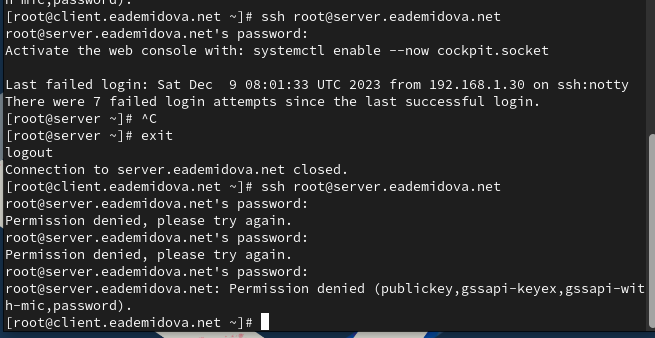 h-mic,password).
[root@client.eademidova.net ~]# ssh root@server.eademidova.net
root@server.eademidova.net's password:
Activate the web console with: systemctl enable --now cockpit.socket
Last failed login: Sat Dec  9 08:01:33 UTC 2023 from 192.168.1.30 on ssh:notty
There were 7 failed login attempts since the last successful login.
[root@server ~]# ^C
[root@server ~]# exit
logout
Connection to server.eademidova.net closed.
[root@client.eademidova.net ~]# ssh root@server.eademidova.net
root@server.eademidova.net's password:
Permission denied, please try again.
root@server.eademidova.net's password:
Permission denied, please try again.
root@server.eademidova.net's password:
root@server.eademidova.net: Permission denied (publickey,gssapi-keyex,gssapi-wit
h-mic,password).
[root@client.eademidova.net ~]#